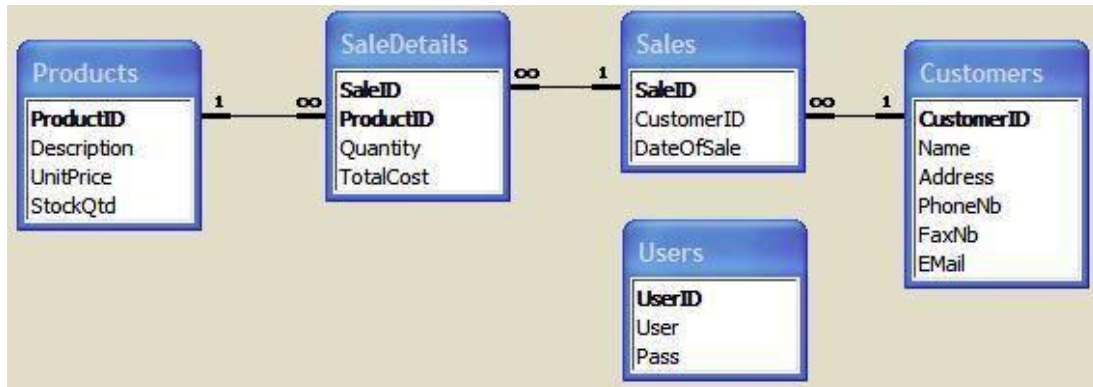 Products
ProductID
Description
UnitPrice
StockQtd
1
∞
SaleDetails
SaleID
ProductID
Quantity
TotalCost
∞
1
Sales
SaleID
CustomerID
DateOfSale
∞
1
Customers
CustomerID
Name
Address
PhoneNb
FaxNb
EMail
Users
UserID
User
Pass